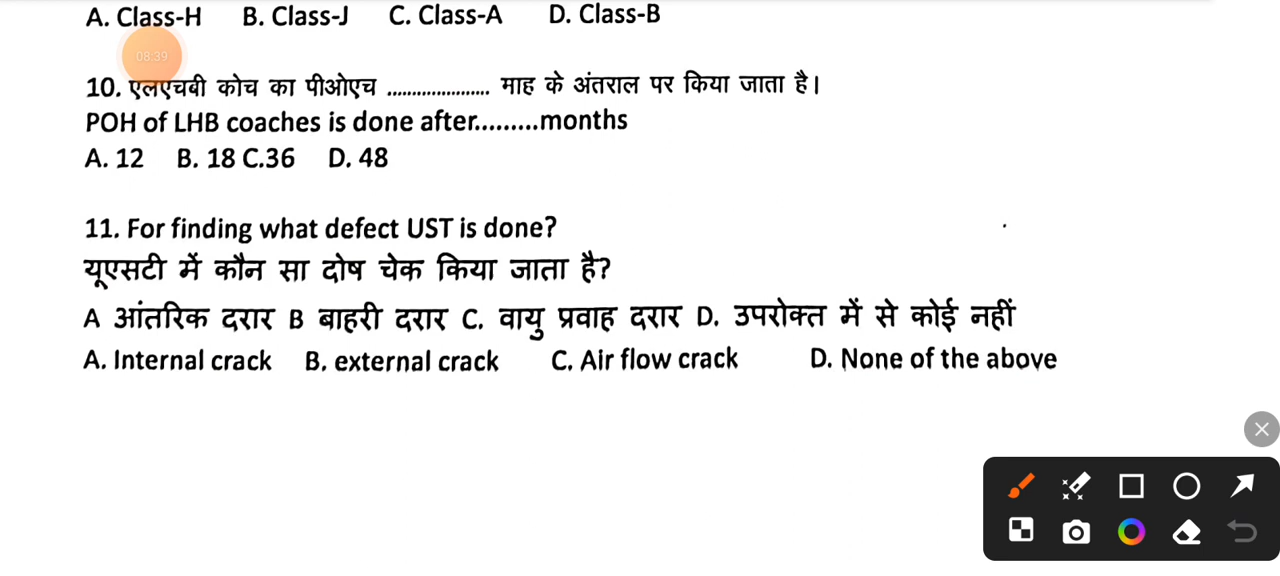 A. Class-H B. Class-J C. Class-A D. Class-B
08:39
10. एलएचबी कोच का पीओएच ..................... माह के अंतराल पर किया जाता है।
POH of LHB coaches is done after.........months
A. 12 B. 18 C.36 D. 48
11. For finding what defect UST is done?
यूएसटी में कौन सा दोष चेक किया जाता है?
A आंतरिक दरार B बाहरी दरार C. वायु प्रवाह दरार D. उपरोक्त में से कोई नहीं
A. Internal crack B. external crack C. Air flow crack D. None of the above